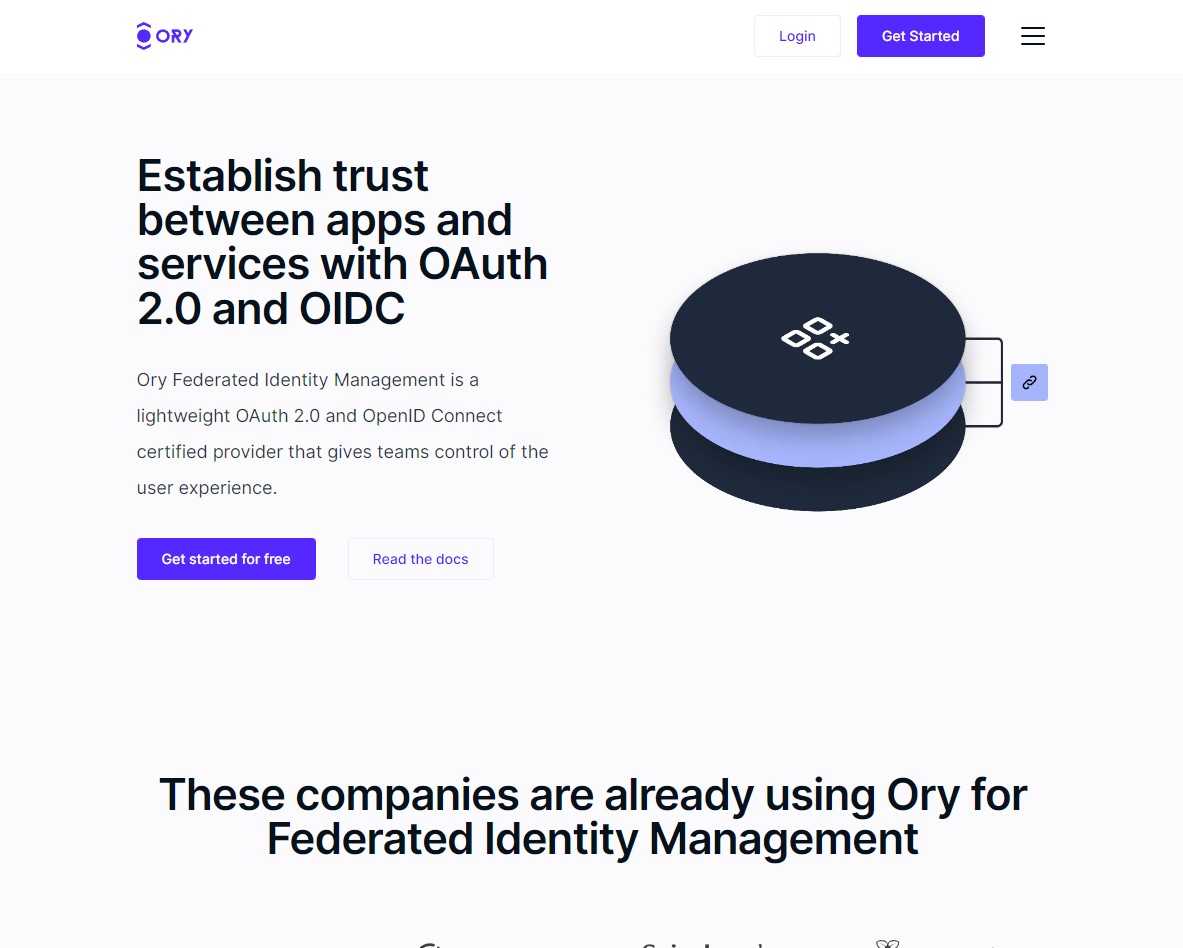 ORY
Login
Get Started
Establish trust
between apps and
services with OAuth
2.0 and OIDC
Ory Federated Identity Management is a
lightweight OAuth 2.0 and OpenID Connect
certified provider that gives teams control of the
user experience.
Get started for free
Read the docs
These companies are already using Ory for
Federated Identity Management